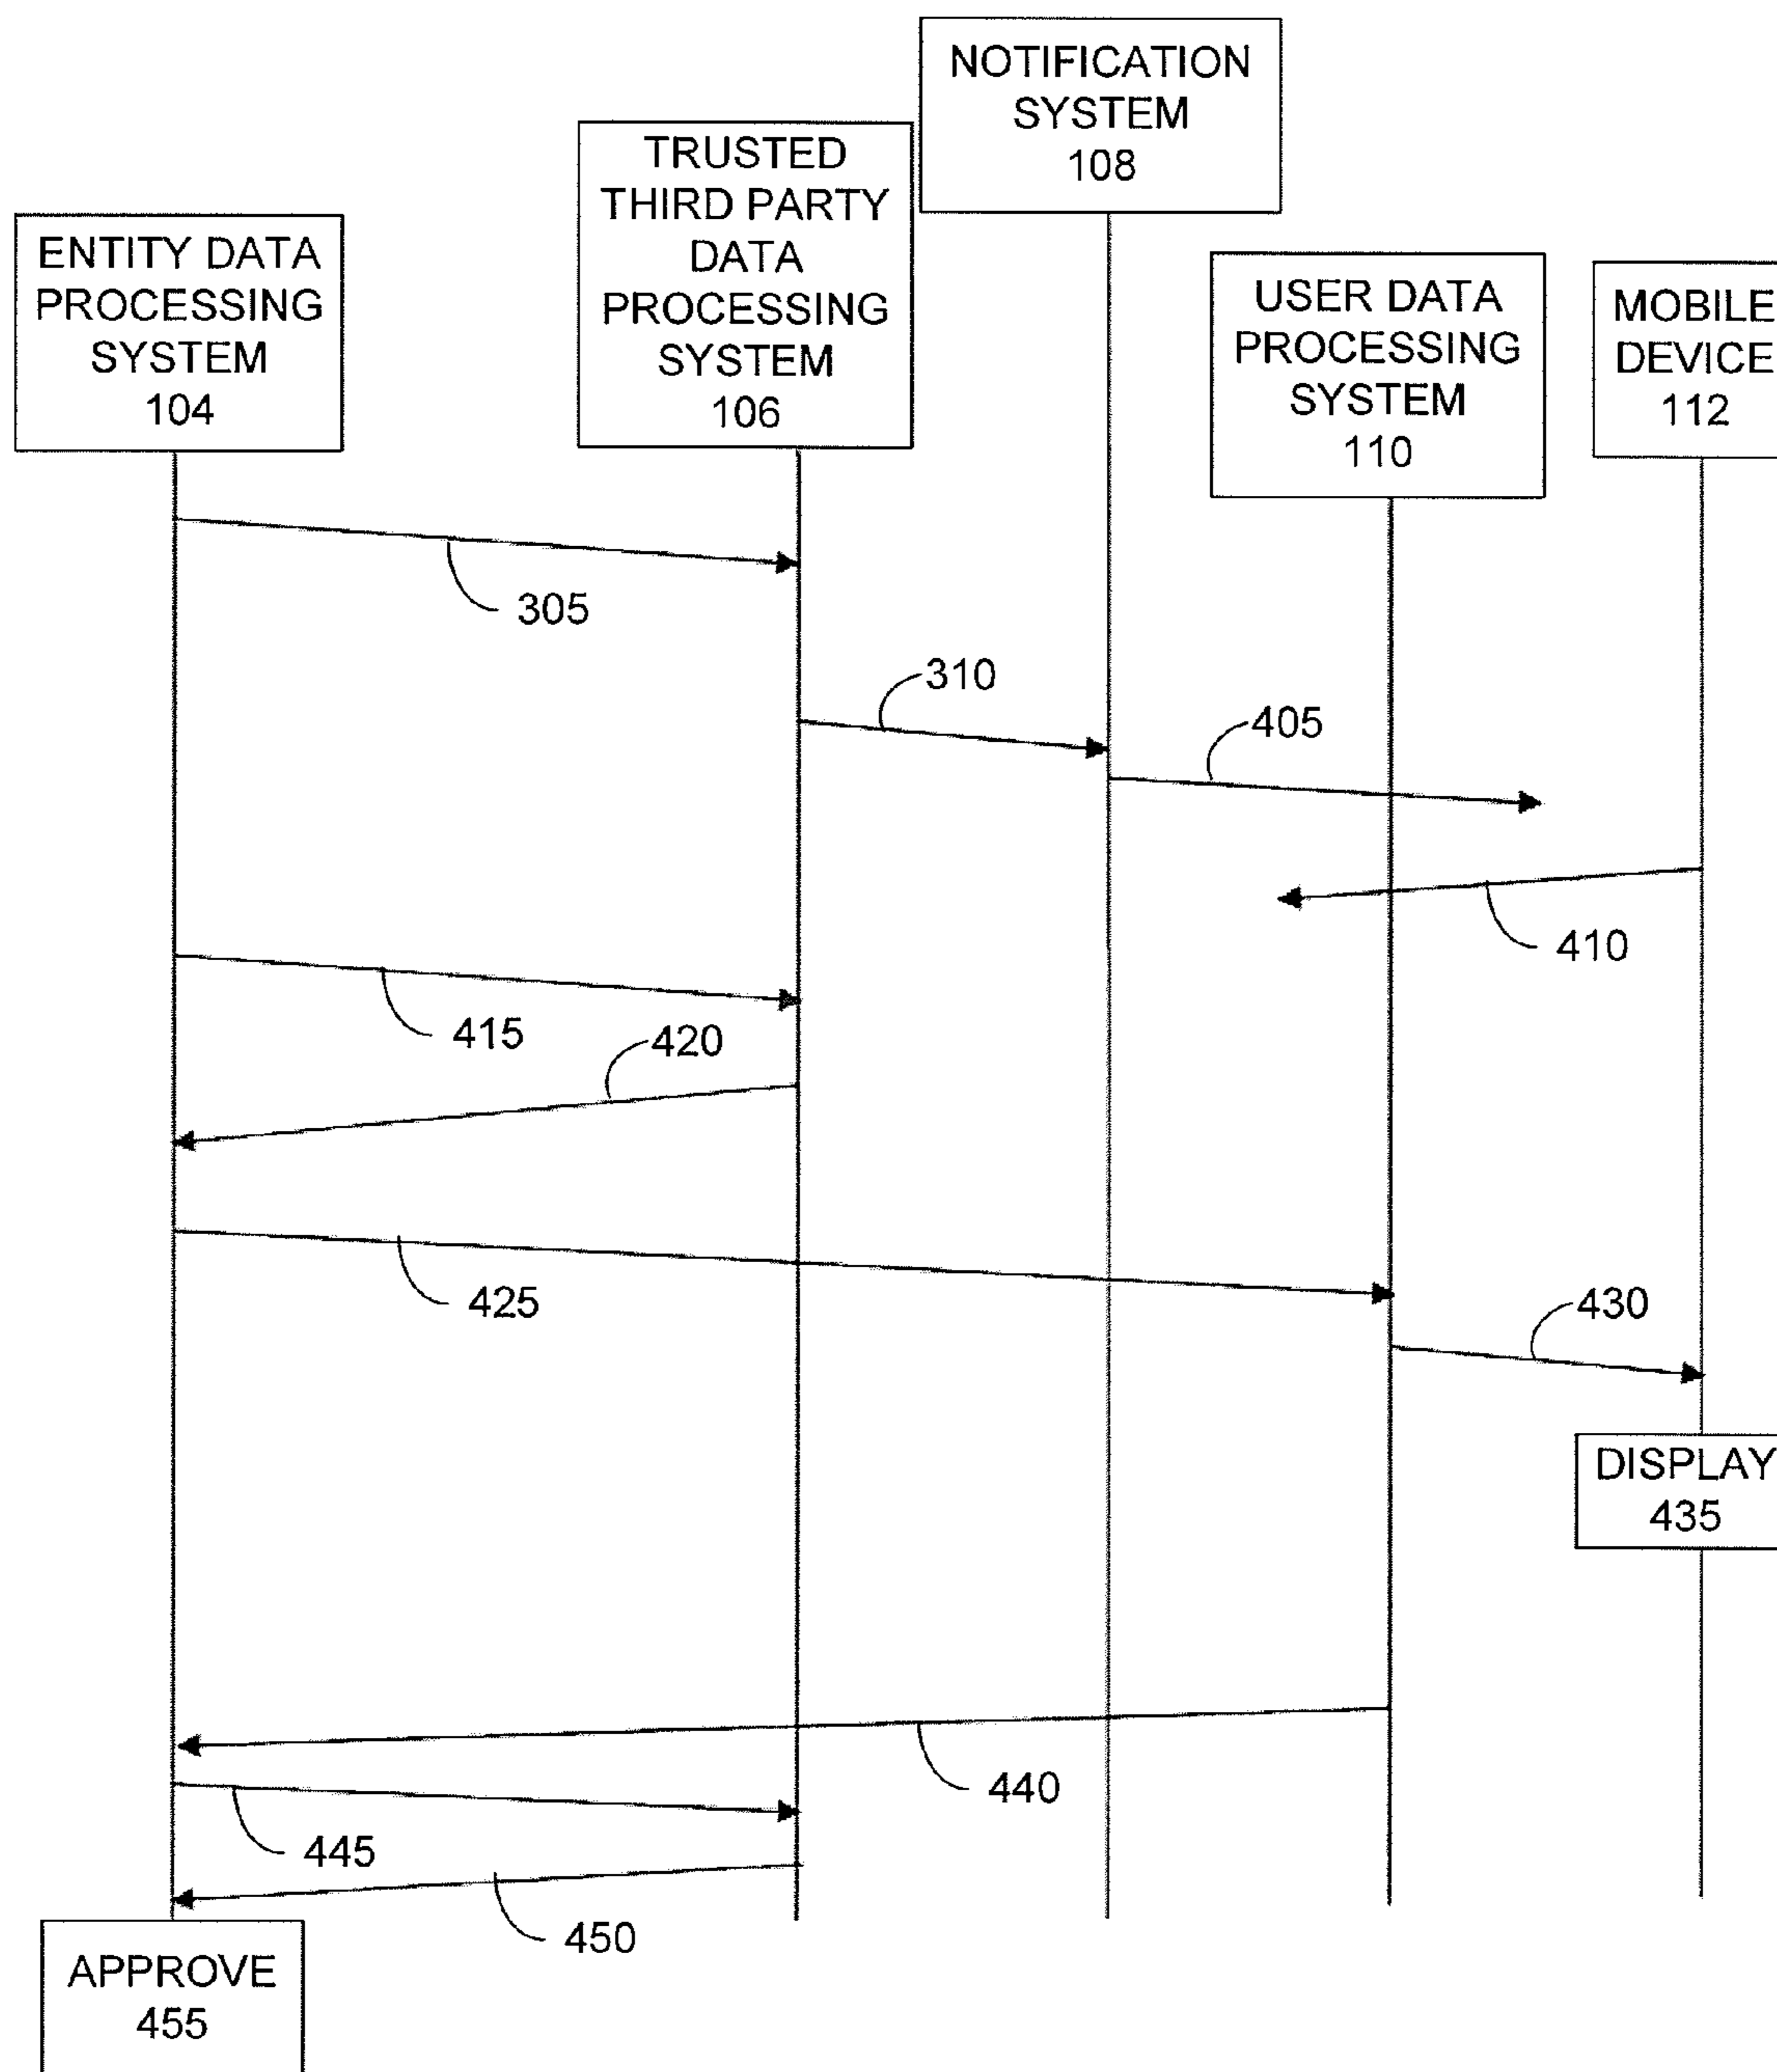 NOTIFICATION
SYSTEM
108
TRUSTED
THIRD PARTY
DATA
PROCESSING
SYSTEM
106
ENTITY DATA
PROCESSING
SYSTEM
104
USER DATA
PROCESSING
SYSTEM
110
MOBILE
DEVICE
112
305
310
405
410
415
420
425
430
DISPLAY
435
440
445
450
APPROVE
455